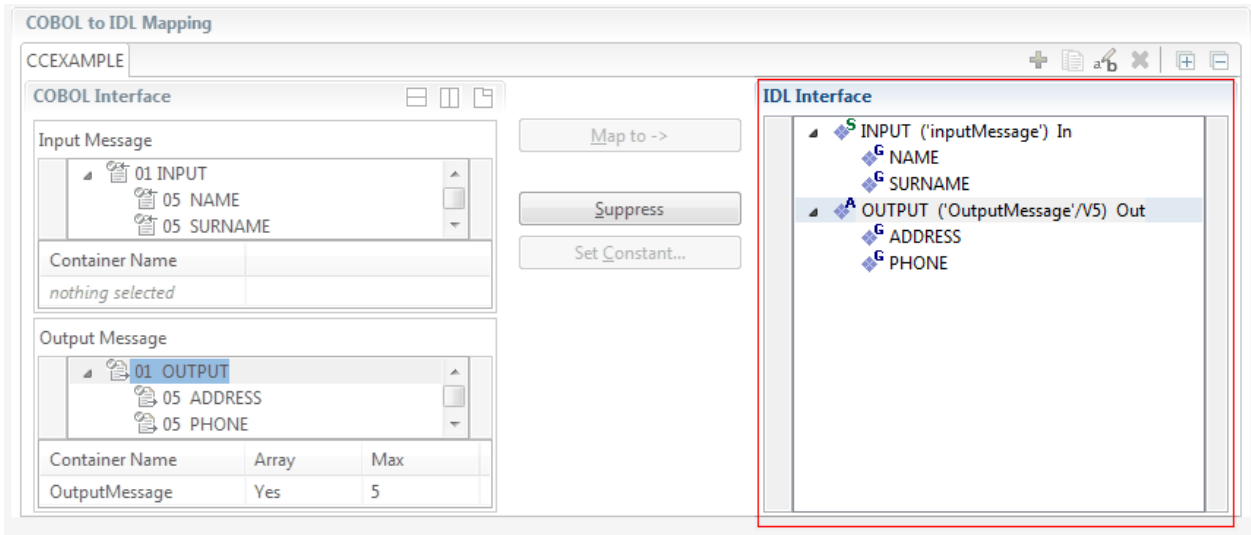 COBOL to IDL Mapping
CCEXAMPLE
COBOL Interface
Input Message
01 INPUT
05 NAME
05 SURNAME
Container Name
nothing selected
Output Message
01 OUTPUT
05 ADDRESS
05 PHONE
Container Name Array Max
OutputMessage Yes 5
Map to ->
Suppress
Set Constant...
IDL Interface
S INPUT ('inputMessage') In
G NAME
G SURNAME
A OUTPUT ('OutputMessage'/V5) Out
G ADDRESS
G PHONE